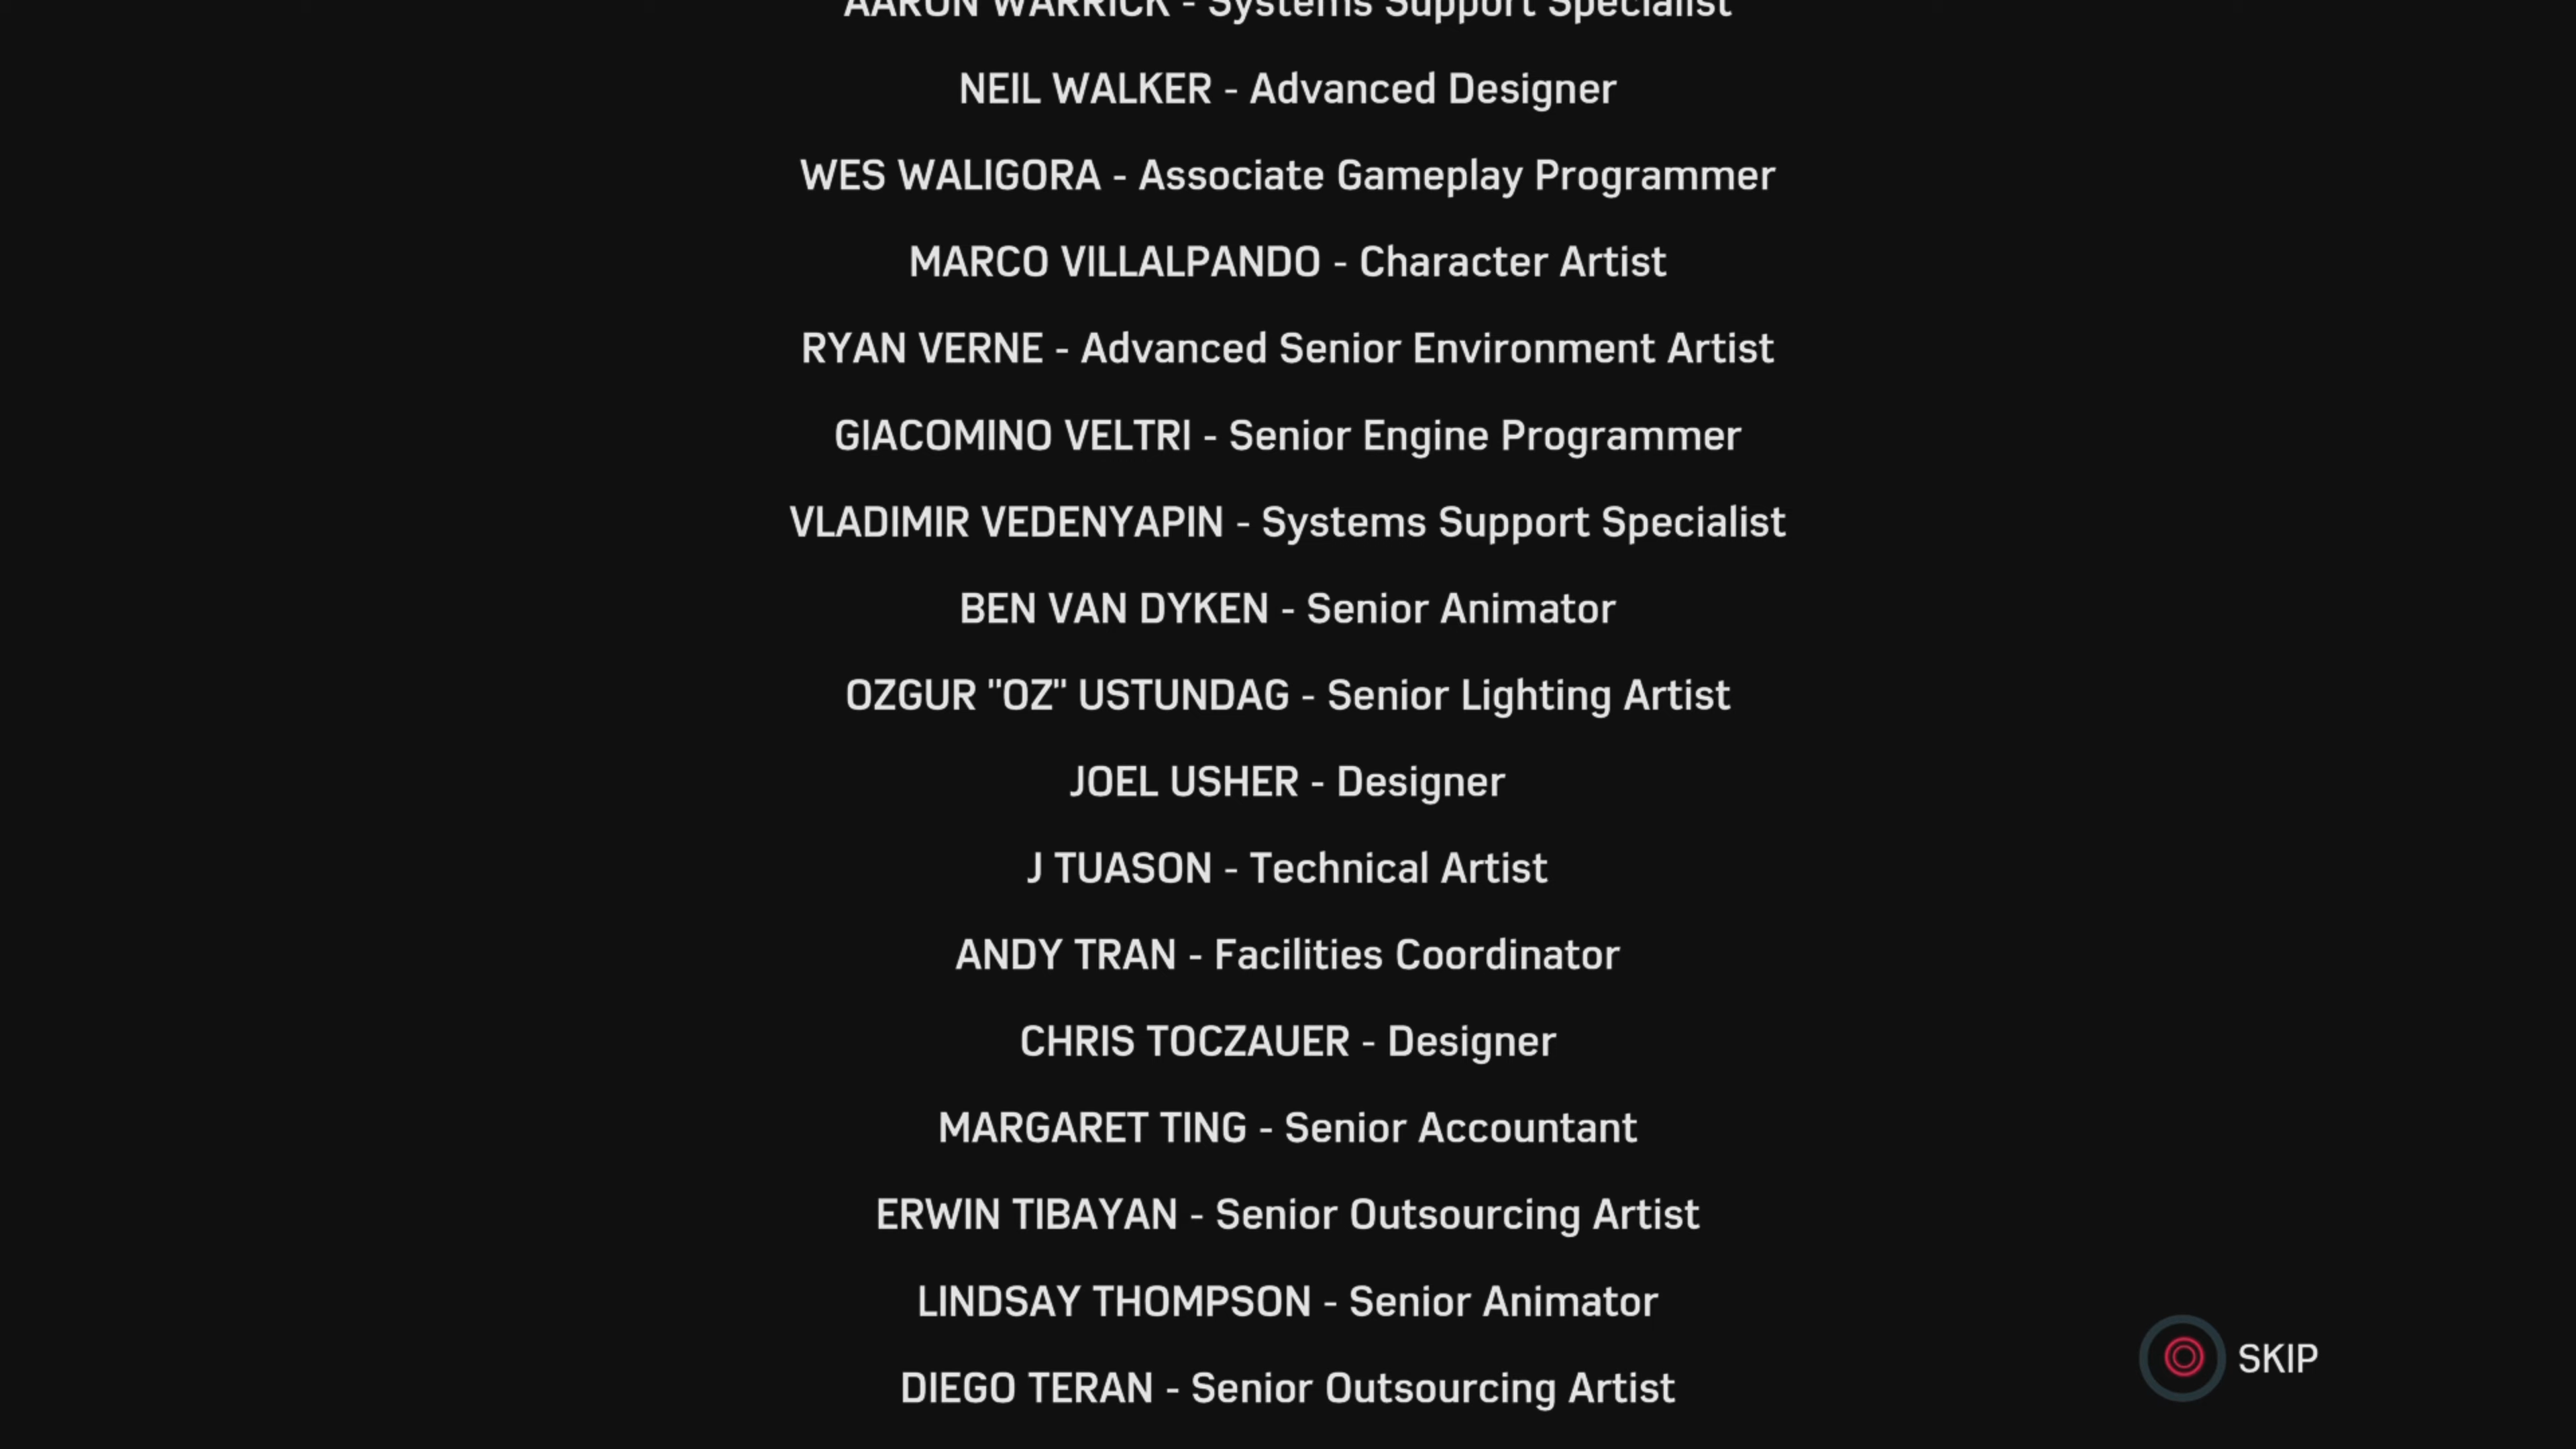 AARON WARRICK - Systems Support Specialist
NEIL WALKER - Advanced Designer
WES WALIGORA - Associate Gameplay Programmer
MARCO VILLALPANDO - Character Artist
RYAN VERNE - Advanced Senior Environment Artist
GIACOMINO VELTRI - Senior Engine Programmer
VLADIMIR VEDENYAPIN - Systems Support Specialist
BEN VAN DYKEN - Senior Animator
OZGUR "OZ" USTUNDAG - Senior Lighting Artist
JOEL USHER - Designer
J TUASON - Technical Artist
ANDY TRAN - Facilities Coordinator
CHRIS TOCZAUER - Designer
MARGARET TING - Senior Accountant
ERWIN TIBAYAN - Senior Outsourcing Artist
LINDSAY THOMPSON - Senior Animator
SKIP
DIEGO TERAN - Senior Outsourcing Artist